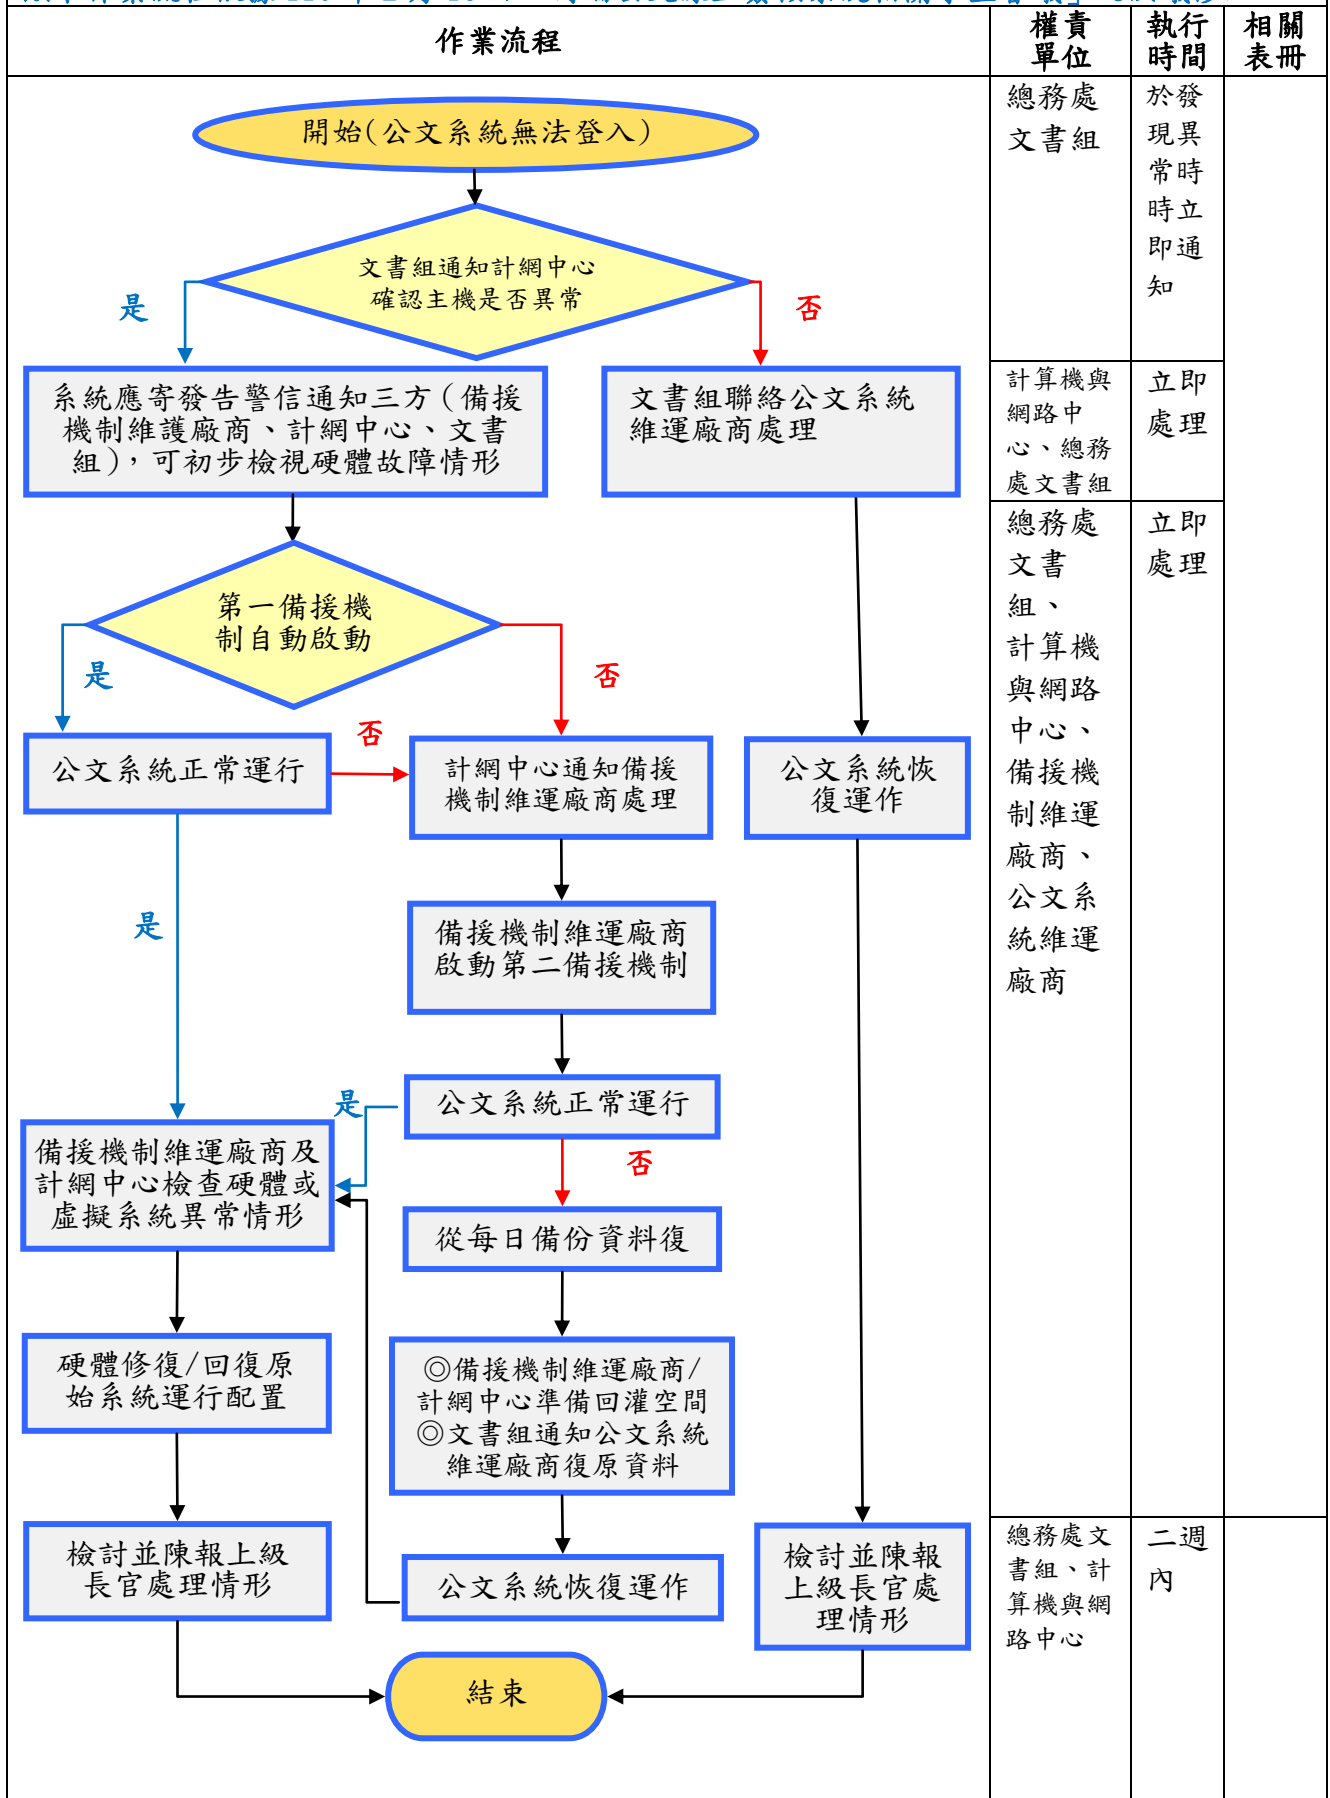 作業流程
權責
單位
執行
時間
相關
表冊
開始(公文系統無法登入)
文書組通知計網中心
確認主機是否異常
是
否
系統應寄發告警信通知三方（備援
機制維護廠商、計網中心、文書
組），可初步檢視硬體故障情形
文書組聯絡公文系統
維運廠商處理
第一備援機
制自動啟動
是
否
公文系統正常運行
否
計網中心通知備援
機制維運廠商處理
公文系統恢
復運作
是
備援機制維運廠商
啟動第二備援機制
公文系統正常運行
是
否
備援機制維運廠商及
計網中心檢查硬體或
虛擬系統異常情形
從每日備份資料復
硬體修復/回復原
始系統運行配置
◎備援機制維運廠商/
計網中心準備回灌空間
◎文書組通知公文系統
維運廠商復原資料
檢討並陳報上級
長官處理情形
公文系統恢復運作
檢討並陳報
上級長官處
理情形
結束
總務處
文書組
於發
現異
常時
時立
即通
知
計算機與
網路中
心、總務
處文書組
立即
處理
總務處
文書
組、
計算機
與網路
中心、
備援機
制維運
廠商、
公文系
統維運
廠商
立即
處理
總務處文
書組、計
算機與網
路中心
二週
內